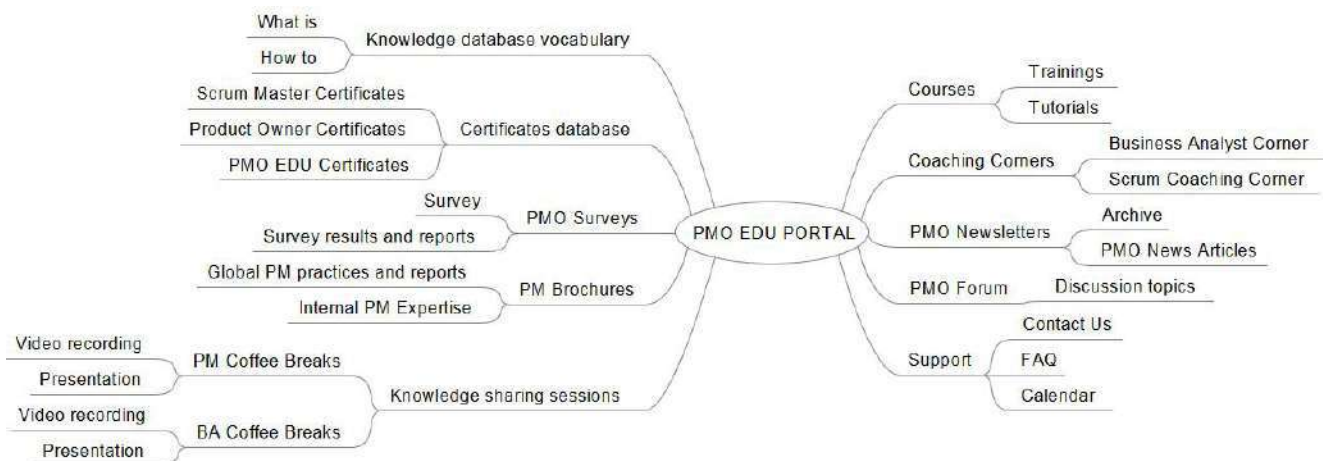 What is
How to
Knowledge database vocabulary
Scrum Master Certificates
Product Owner Certificates
PMO EDU Certificates
Certificates database
Survey
Survey results and reports
PMO Surveys
Global PM practices and reports
Internal PM Expertise
PM Brochures
Video recording
Presentation
PM Coffee Breaks
Video recording
Presentation
BA Coffee Breaks
Knowledge sharing sessions
PMO EDU PORTAL
Courses
Trainings
Tutorials
Coaching Corners
Business Analyst Corner
Scrum Coaching Corner
PMO Newsletters
Archive
PMO News Articles
PMO Forum
Discussion topics
Support
Contact Us
FAQ
Calendar